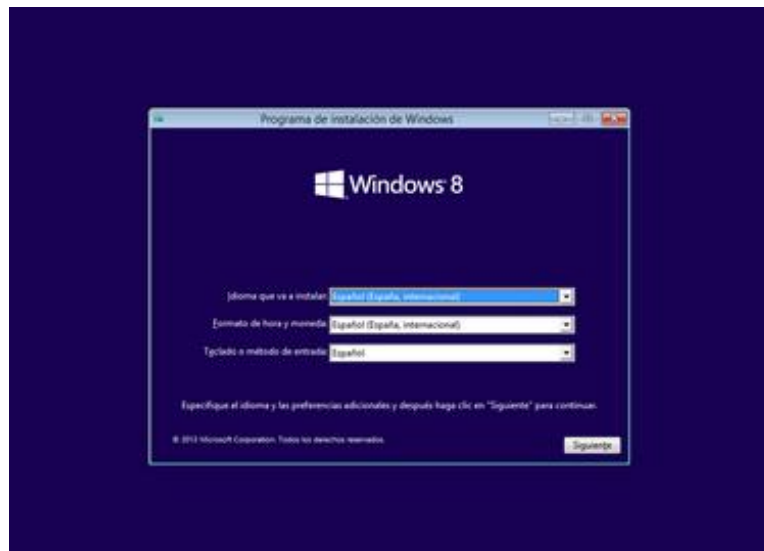 Programa de instalación de Windows
Windows 8
Idioma que va a instalar: Español (España, internacional)
Formato de hora y moneda: Español (España, internacional)
Teclado o método de entrada: Español
Especifique el idioma y las preferencias adicionales y después haga clic en "Siguiente" para continuar.
© 2013 Microsoft Corporation. Todos los derechos reservados.
Siguiente